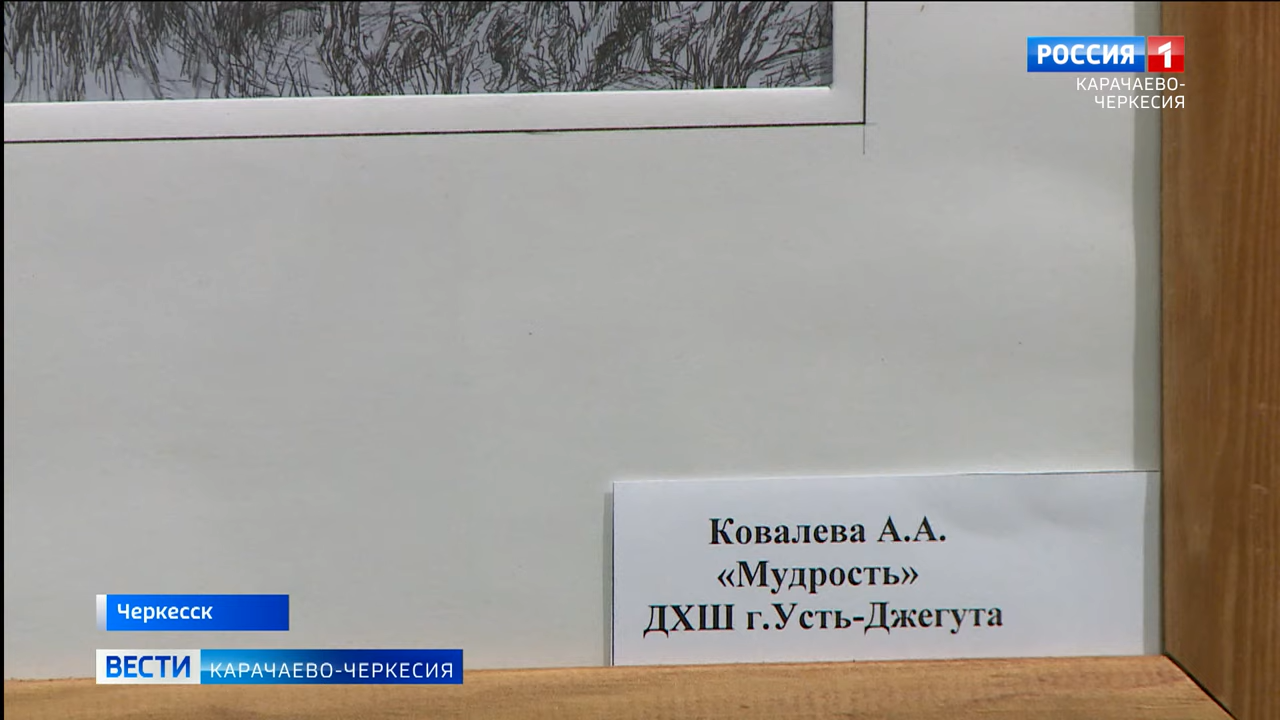 РОССИЯ 1
КАРАЧАЕВО-
ЧЕРКЕСИЯ
Ковалева А.А.
«Мудрость»
ДХШ г.Усть-Джегута
Черкесск
ВЕСТИ КАРАЧАЕВО-ЧЕРКЕСИЯ